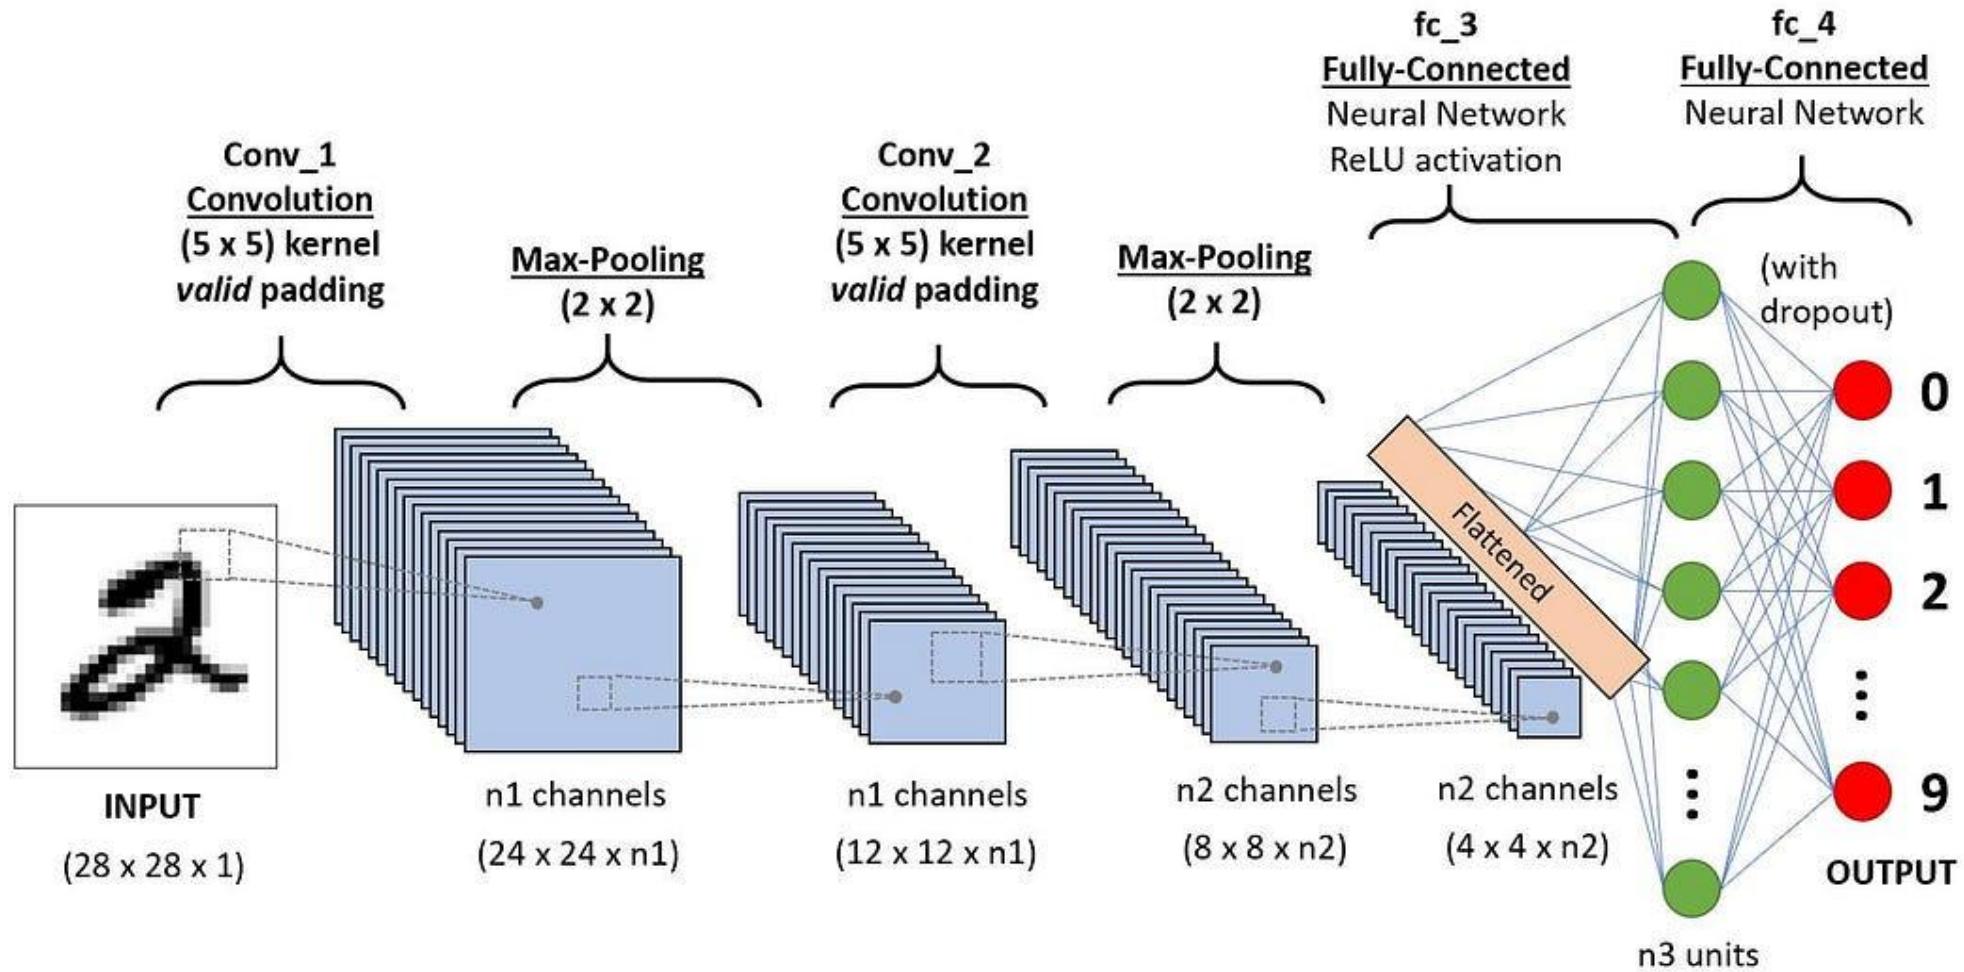 Conv_1
Convolution
(5 x 5) kernel
valid padding
Max-Pooling
(2 x 2)
Conv_2
Convolution
(5 x 5) kernel
valid padding
Max-Pooling
(2 x 2)
fc_3
Fully-Connected
Neural Network
ReLU activation
fc_4
Fully-Connected
Neural Network
(with
dropout)
Flattened
0
1
2
9
INPUT
(28 x 28 x 1)
n1 channels
(24 x 24 x n1)
n1 channels
(12 x 12 x n1)
n2 channels
(8 x 8 x n2)
n2 channels
(4 x 4 x n2)
n3 units
OUTPUT
2